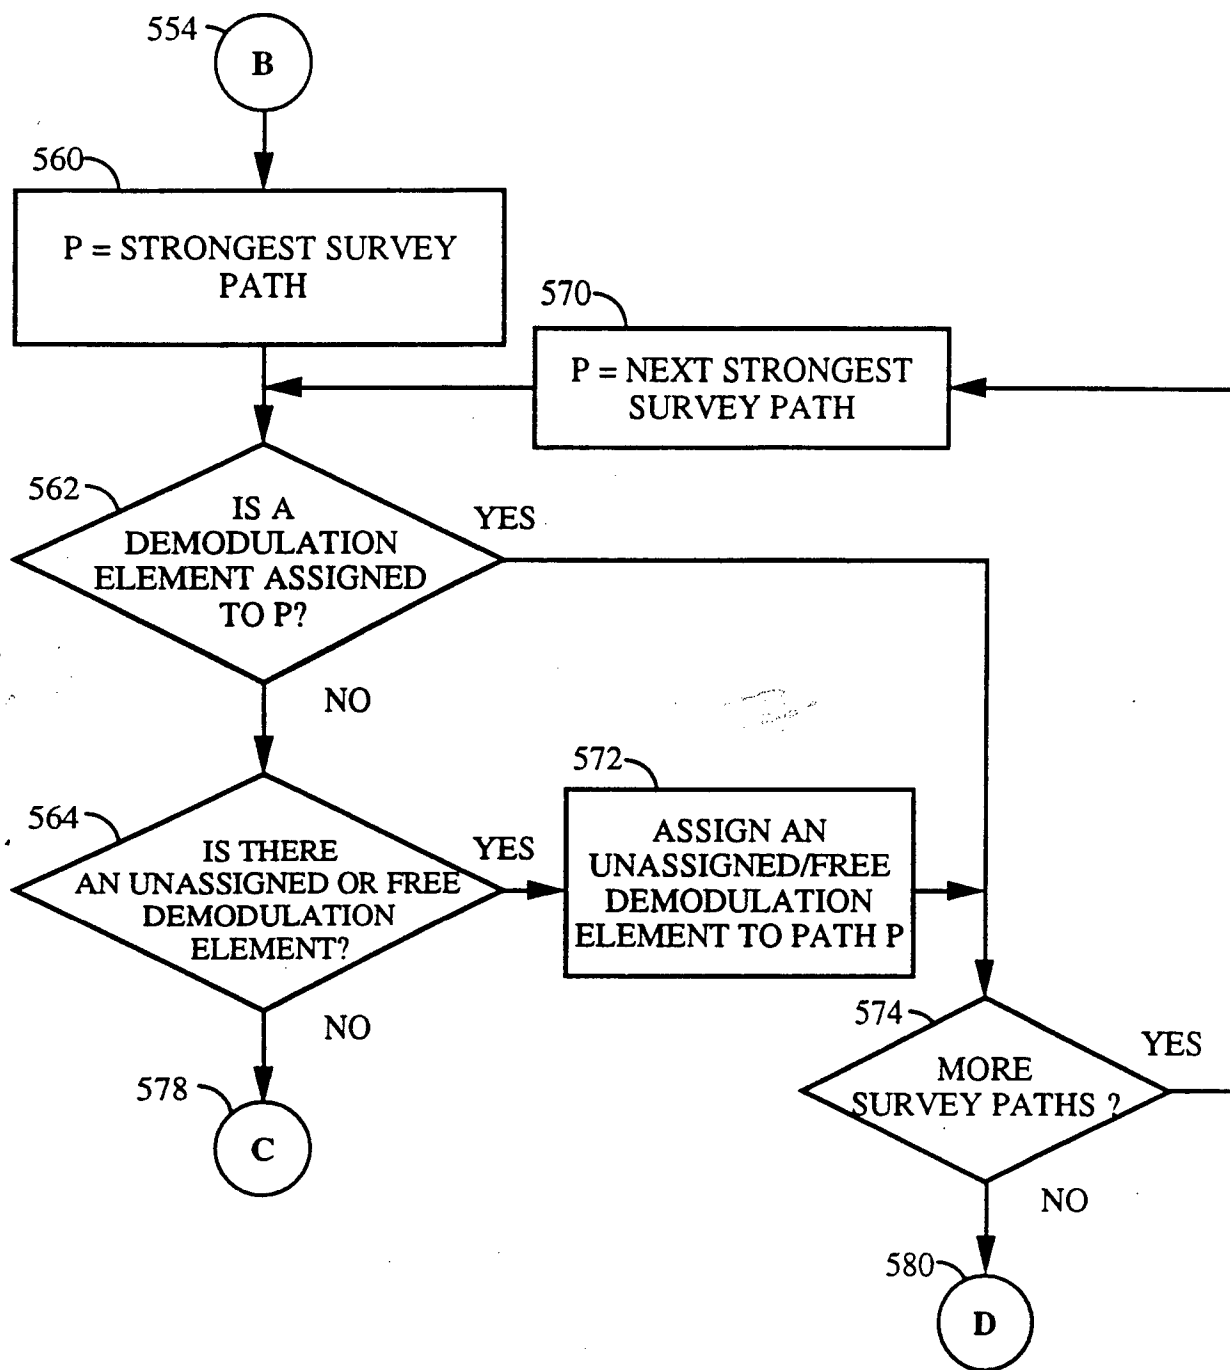 554
B
560
P = STRONGEST SURVEY
PATH
570
P = NEXT STRONGEST
SURVEY PATH
562
IS A
DEMODULATION
ELEMENT ASSIGNED
TO P?
YES
NO
572
ASSIGN AN
UNASSIGNED/FREE
DEMODULATION
ELEMENT TO PATH P
564
IS THERE
AN UNASSIGNED OR FREE
DEMODULATION
ELEMENT?
YES
NO
574
MORE
SURVEY PATHS ?
YES
NO
578
C
580
D